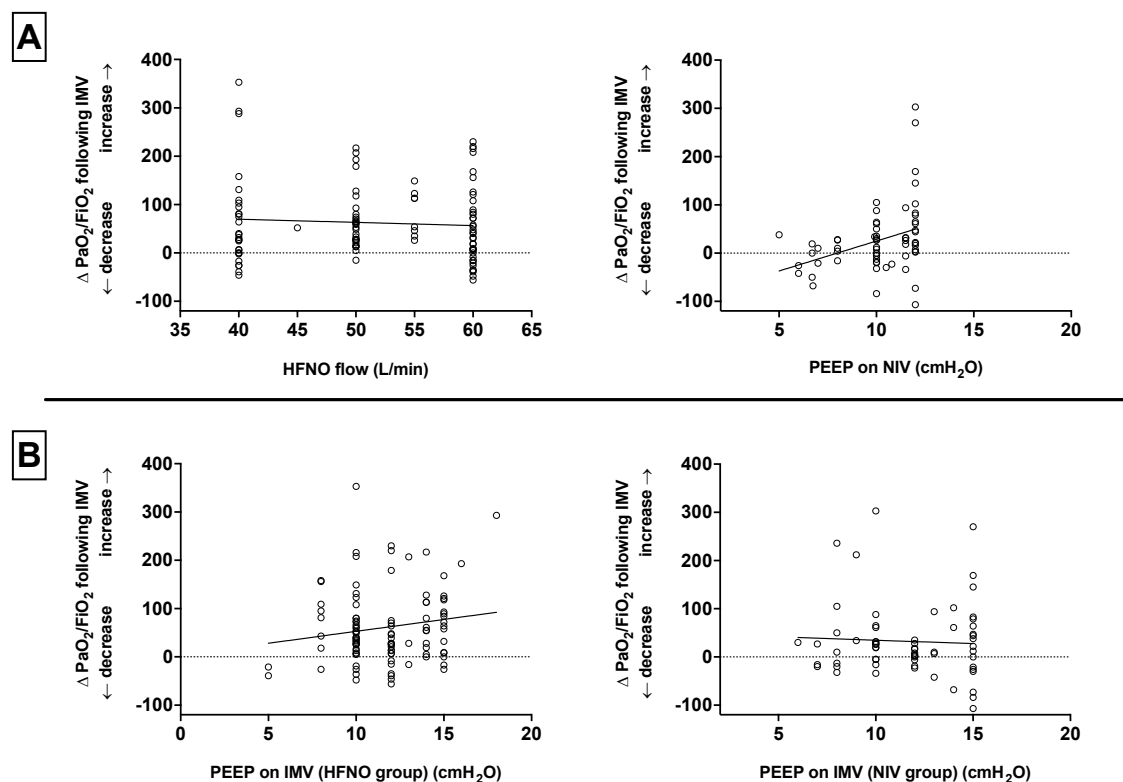 A
Δ PaO2/FiO2 following IMV
← decrease increase →
400
300
200
100
0
-100
35 40 45 50 55 60 65
HFNO flow (L/min)
Δ PaO2/FiO2 following IMV
← decrease increase →
400
300
200
100
0
-100
0 5 10 15 20
PEEP on NIV (cmH2O)
B
Δ PaO2/FiO2 following IMV
← decrease increase →
400
300
200
100
0
-100
0 5 10 15 20
PEEP on IMV (HFNO group) (cmH2O)
Δ PaO2/FiO2 following IMV
← decrease increase →
400
300
200
100
0
-100
0 5 10 15 20
PEEP on IMV (NIV group) (cmH2O)